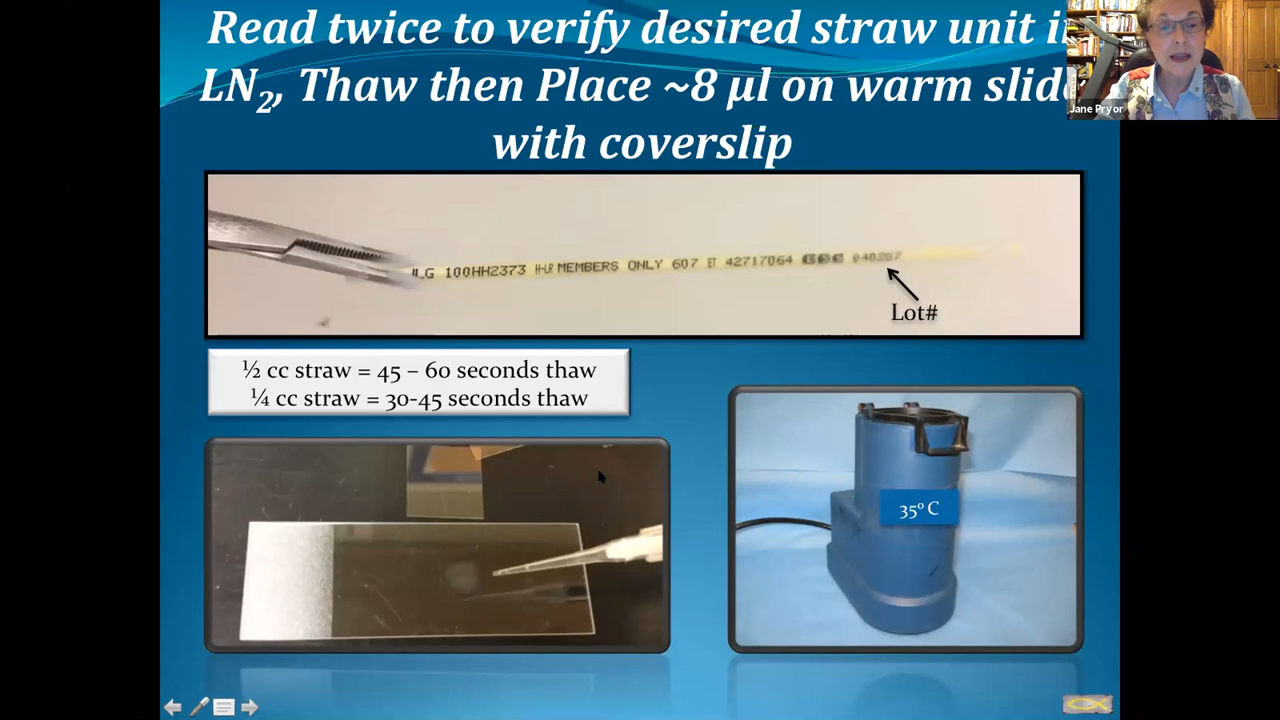 Read twice to verify desired straw unit in
LN2, Thaw then Place ~8 µl on warm slide
with coverslip
Jane Pryor
100HH2373 MEMBERS ONLY 607 ET 42717064
Lot#
½ cc straw = 45 – 60 seconds thaw
¼ cc straw = 30-45 seconds thaw
35º C